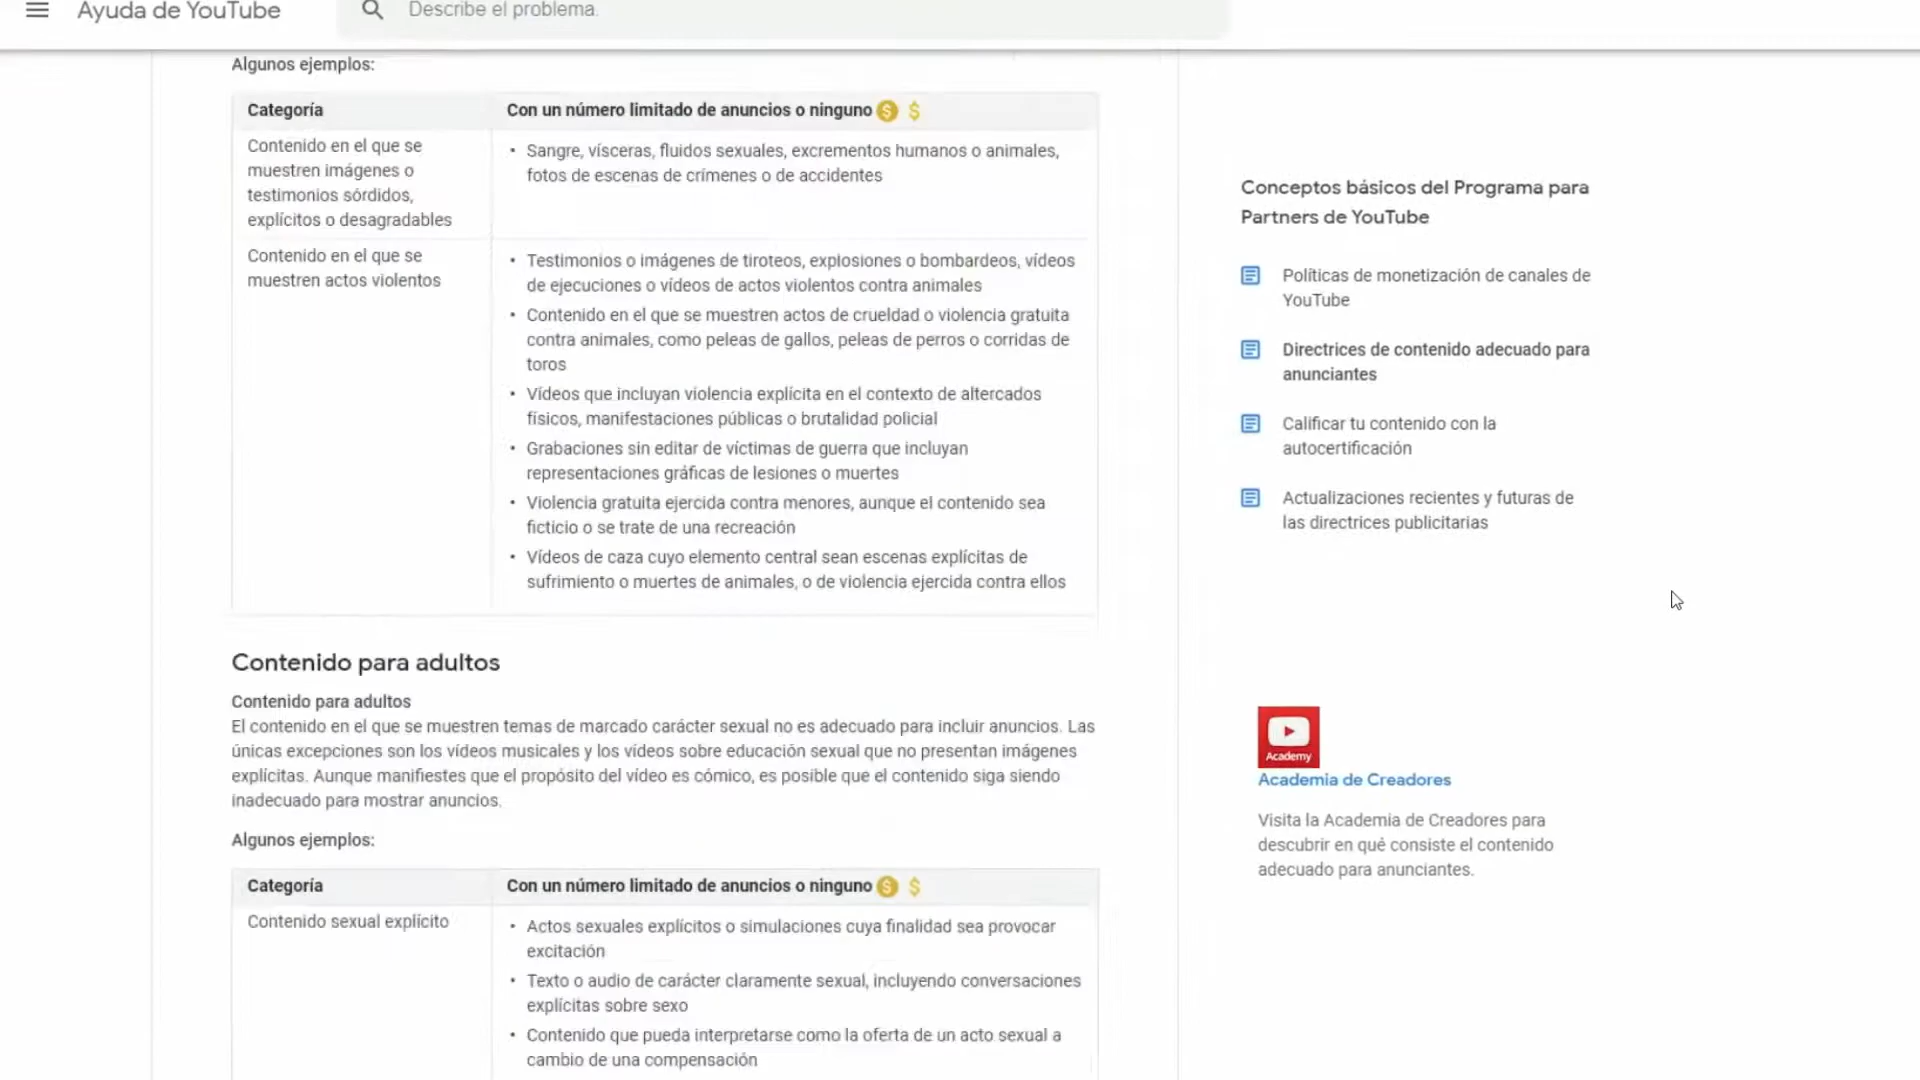 Ayuda de YouTube
Describe el problema.
Algunos ejemplos:
Categoría
Con un número limitado de anuncios o ninguno $ $
Contenido en el que se
muestren imágenes o
testimonios sórdidos,
explícitos o desagradables
• Sangre, vísceras, fluidos sexuales, excrementos humanos o animales,
fotos de escenas de crímenes o de accidentes
Contenido en el que se
muestren actos violentos
• Testimonios o imágenes de tiroteos, explosiones o bombardeos, vídeos
de ejecuciones o vídeos de actos violentos contra animales
• Contenido en el que se muestren actos de crueldad o violencia gratuita
contra animales, como peleas de gallos, peleas de perros o corridas de
toros
• Vídeos que incluyan violencia explícita en el contexto de altercados
físicos, manifestaciones públicas o brutalidad policial
• Grabaciones sin editar de víctimas de guerra que incluyan
representaciones gráficas de lesiones o muertes
• Violencia gratuita ejercida contra menores, aunque el contenido sea
ficticio o se trate de una recreación
• Vídeos de caza cuyo elemento central sean escenas explícitas de
sufrimiento o muertes de animales, o de violencia ejercida contra ellos
Contenido para adultos
Contenido para adultos
El contenido en el que se muestren temas de marcado carácter sexual no es adecuado para incluir anuncios. Las
únicas excepciones son los vídeos musicales y los vídeos sobre educación sexual que no presentan imágenes
explícitas. Aunque manifiestes que el propósito del vídeo es cómico, es posible que el contenido siga siendo
inadecuado para mostrar anuncios.
Algunos ejemplos:
Categoría
Con un número limitado de anuncios o ninguno $ $
Contenido sexual explícito
• Actos sexuales explícitos o simulaciones cuya finalidad sea provocar
excitación
• Texto o audio de carácter claramente sexual, incluyendo conversaciones
explícitas sobre sexo
• Contenido que pueda interpretarse como la oferta de un acto sexual a
cambio de una compensación
Conceptos básicos del Programa para
Partners de YouTube
Políticas de monetización de canales de
YouTube
Directrices de contenido adecuado para
anunciantes
Calificar tu contenido con la
autocertificación
Actualizaciones recientes y futuras de
las directrices publicitarias
Academy
Academia de Creadores
Visita la Academia de Creadores para
descubrir en qué consiste el contenido
adecuado para anunciantes.